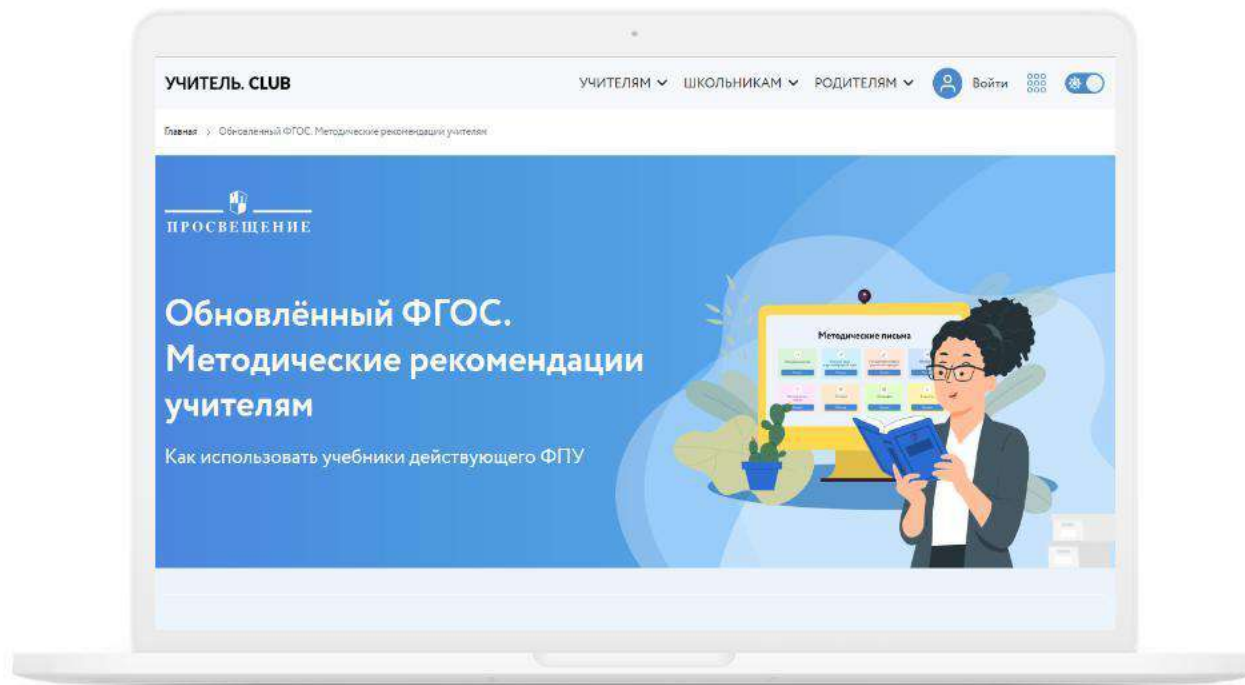 УЧИТЕЛЬ. CLUB
УЧИТЕЛЯМ ШКОЛЬНИКАМ РОДИТЕЛЯМ Войти
Главная > Обновлённый ФГОС. Методические рекомендации учителям
ПРОСВЕЩЕНИЕ
Обновлённый ФГОС.
Методические рекомендации
учителям
Как использовать учебники действующего ФПУ
Методические письма